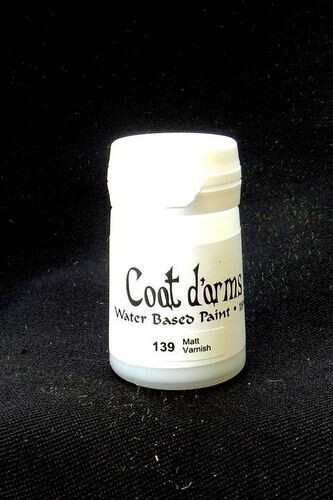 Coat d'arms
Water Based Paint •
139 Matt
Varnish